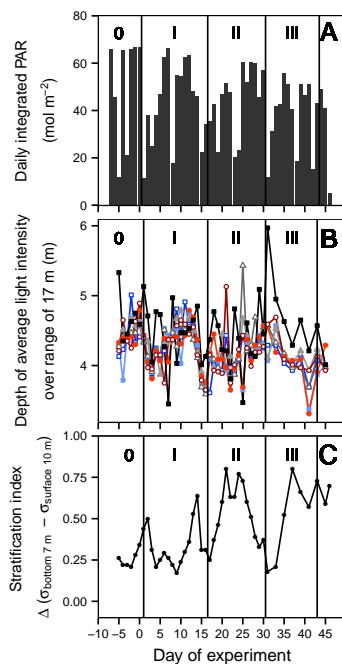 Daily integrated PAR
(mol m⁻²)
80
60
40
20
0
0 I II III A
Depth of average light intensity
over range of 17 m (m)
6
5
4
0 I II III B
Stratification index
Δ (σbottom 7 m − σsurface 10 m)
1.00
0.75
0.50
0.25
0.00
0 I II III C
−10 −5 0 5 10 15 20 25 30 35 40 45
Day of experiment